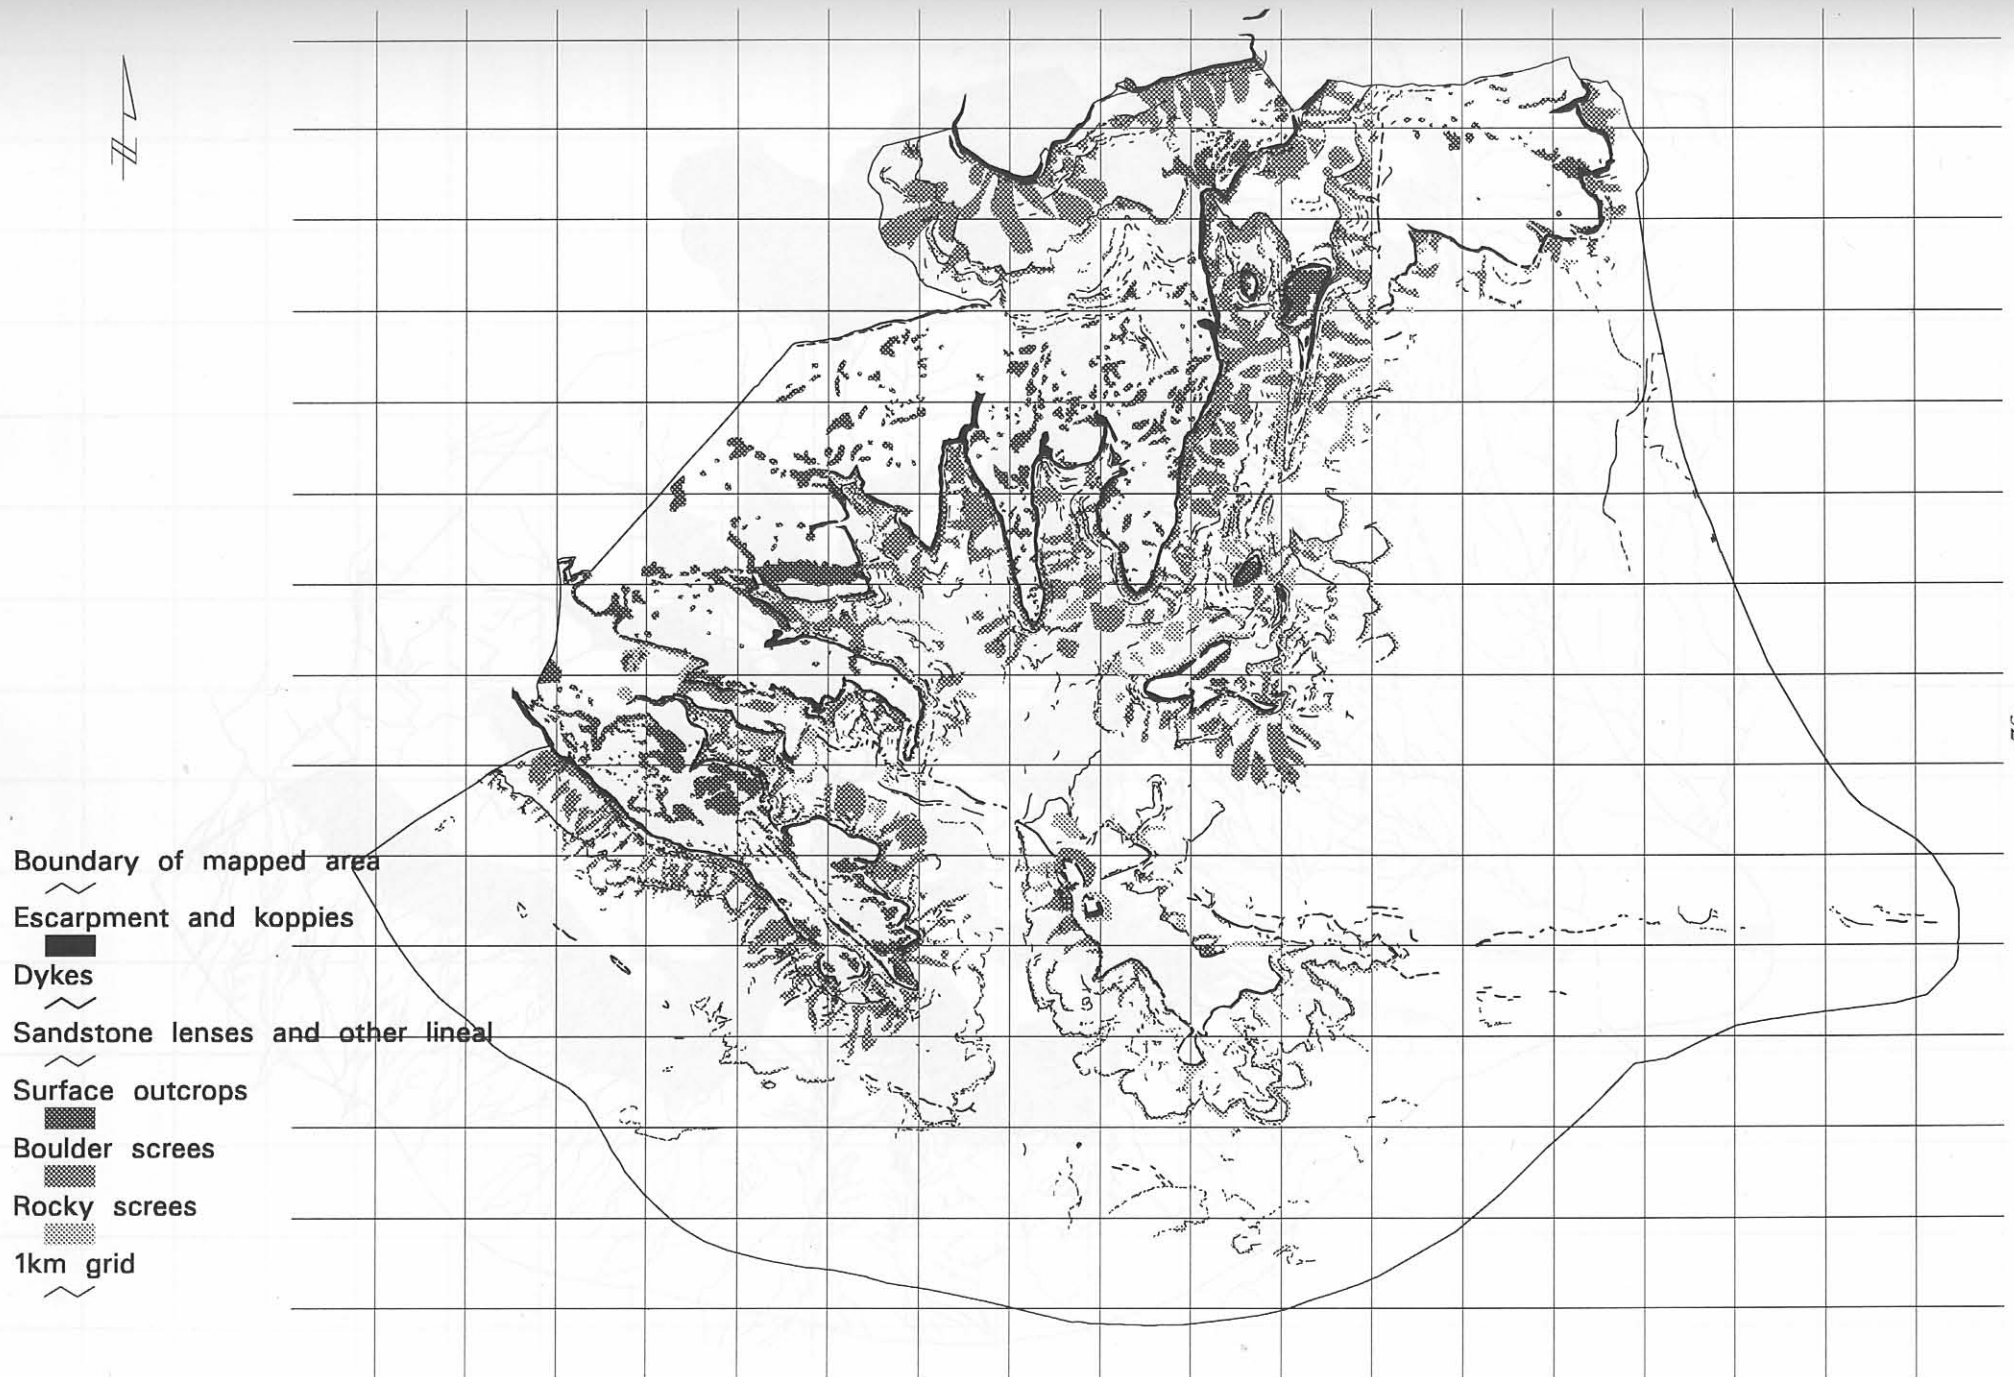 Boundary of mapped area
Escarpment and koppies
Dykes
Sandstone lenses and other lineal
Surface outcrops
Boulder screes
Rocky screes
1km grid